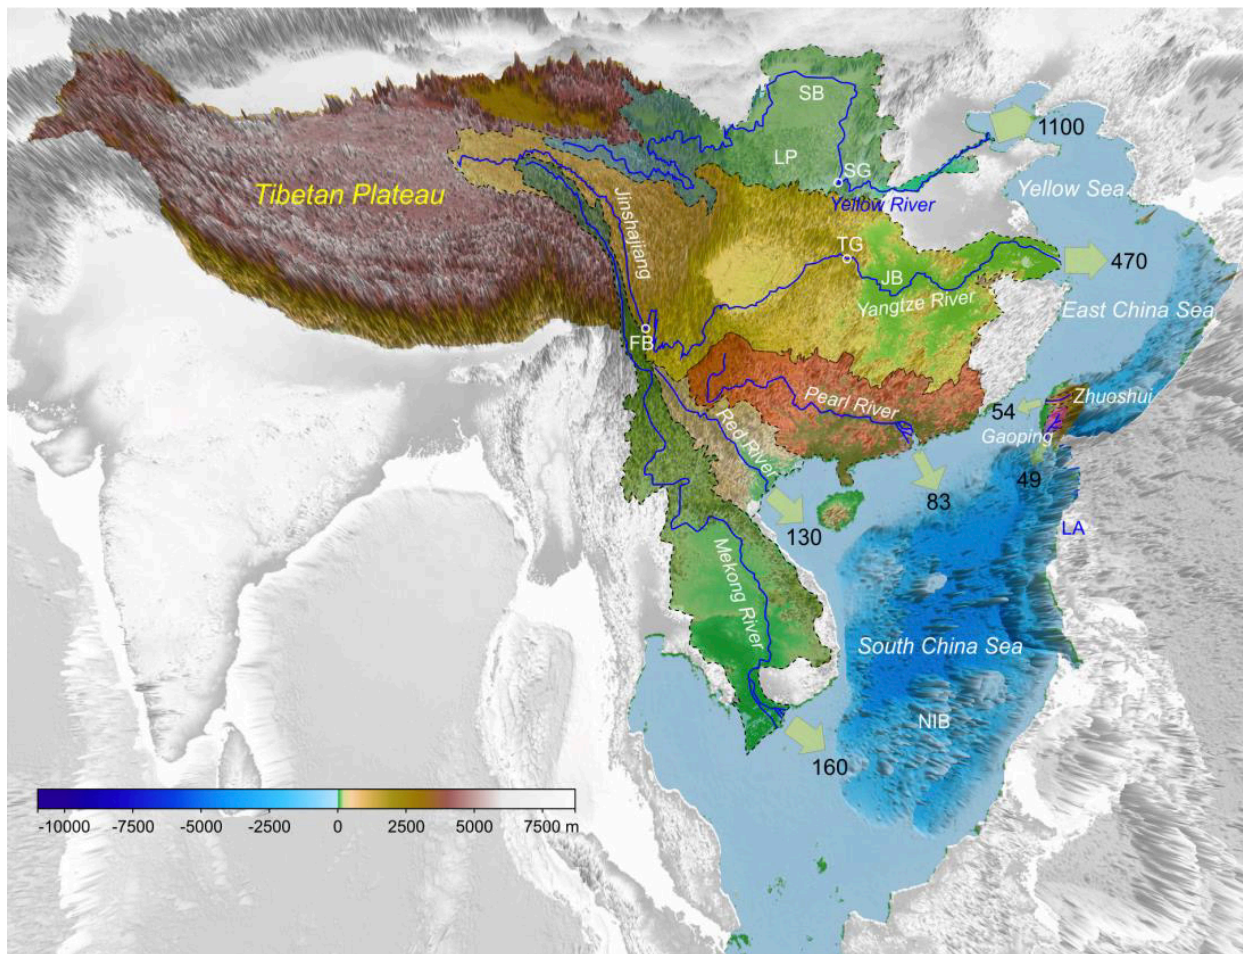 SB
1100
LP
SG
Yellow Sea
Tibetan Plateau
Yellow River
Jinshajiang
TG
470
JB
Yangtze River
East China Sea
FB
Pearl River
Zhuoshui
54
Gaoping
Red River
49
83
130
LA
Mekong River
South China Sea
NIB
160
-10000 -7500 -5000 -2500 0 2500 5000 7500 m